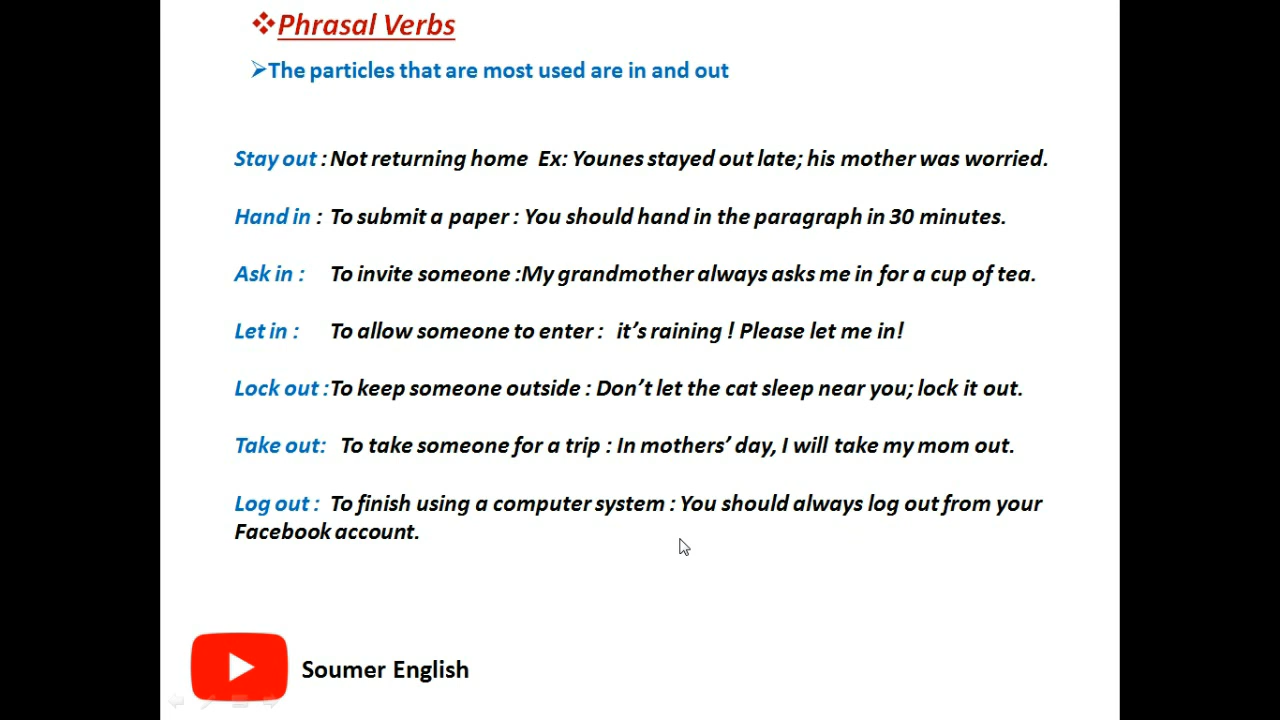 Phrasal Verbs
The particles that are most used are in and out
Stay out : Not returning home Ex: Younes stayed out late; his mother was worried.
Hand in : To submit a paper : You should hand in the paragraph in 30 minutes.
Ask in : To invite someone :My grandmother always asks me in for a cup of tea.
Let in : To allow someone to enter : it’s raining ! Please let me in!
Lock out :To keep someone outside : Don’t let the cat sleep near you; lock it out.
Take out: To take someone for a trip : In mothers’ day, I will take my mom out.
Log out : To finish using a computer system : You should always log out from your
Facebook account.
Soumer English